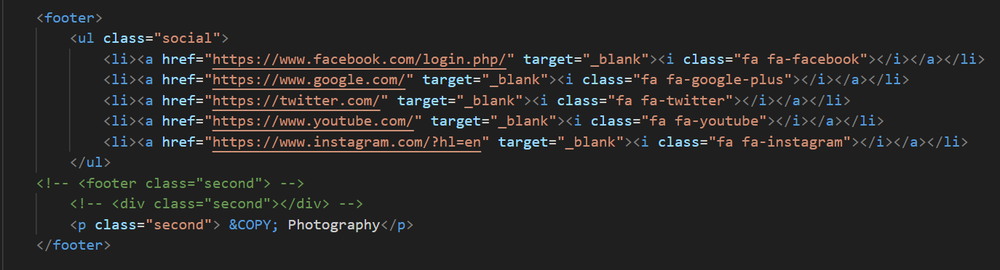 <footer>
<ul class="social">
<li><a href="https://www.facebook.com/login.php/" target="_blank"><i class="fa fa-facebook"></i></a></li>
<li><a href="https://www.google.com/" target="_blank"><i class="fa fa-google-plus"></i></a></li>
<li><a href="https://twitter.com/" target="_blank"><i class="fa fa-twitter"></i></a></li>
<li><a href="https://www.youtube.com/" target="_blank"><i class="fa fa-youtube"></i></a></li>
<li><a href="https://www.instagram.com/?hl=en" target="_blank"><i class="fa fa-instagram"></i></a></li>
</ul>
<!-- <footer class="second"> -->
<!-- <div class="second"></div> -->
<p class="second"> &COPY; Photography</p>
</footer>